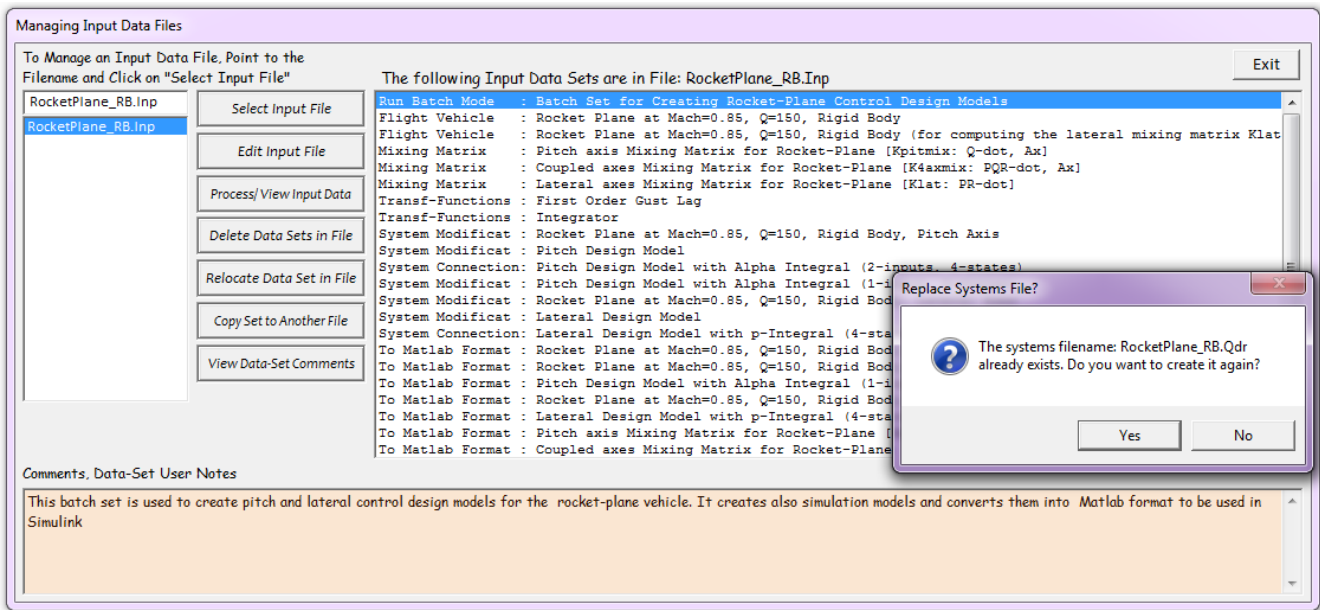 Managing Input Data Files
To Manage an Input Data File, Point to the
Filename and Click on "Select Input File"
The following Input Data Sets are in File: RocketPlane_RB.Inp
Exit
RocketPlane_RB.Inp
RocketPlane_RB.Inp
Select Input File
Edit Input File
Process/ View Input Data
Delete Data Sets in File
Relocate Data Set in File
Copy Set to Another File
View Data-Set Comments
Run Batch Mode : Batch Set for Creating Rocket-Plane Control Design Models
Flight Vehicle : Rocket Plane at Mach=0.85, Q=150, Rigid Body
Flight Vehicle : Rocket Plane at Mach=0.85, Q=150, Rigid Body (for computing the lateral mixing matrix Klat
Mixing Matrix : Pitch axis Mixing Matrix for Rocket-Plane [Kpitmix: Q-dot, Ax]
Mixing Matrix : Coupled axes Mixing Matrix for Rocket-Plane [K4axmix: PQR-dot, Ax]
Mixing Matrix : Lateral axes Mixing Matrix for Rocket-Plane [Klat: PR-dot]
Transf-Functions : First Order Gust Lag
Transf-Functions : Integrator
System Modificat : Rocket Plane at Mach=0.85, Q=150, Rigid Body, Pitch Axis
System Modificat : Pitch Design Model
System Connection: Pitch Design Model with Alpha Integral (2-inputs, 4-states)
System Modificat : Pitch Design Model with Alpha Integral (1-i
System Modificat : Rocket Plane at Mach=0.85, Q=150, Rigid Bod
System Modificat : Lateral Design Model
System Connection: Lateral Design Model with p-Integral (4-sta
To Matlab Format : Rocket Plane at Mach=0.85, Q=150, Rigid Bod
To Matlab Format : Rocket Plane at Mach=0.85, Q=150, Rigid Bod
To Matlab Format : Pitch Design Model with Alpha Integral (1-i
To Matlab Format : Rocket Plane at Mach=0.85, Q=150, Rigid Bod
To Matlab Format : Lateral Design Model with p-Integral (4-sta
To Matlab Format : Pitch axis Mixing Matrix for Rocket-Plane [
To Matlab Format : Coupled axes Mixing Matrix for Rocket-Plane
Replace Systems File?
The systems filename: RocketPlane_RB.Qdr
already exists. Do you want to create it again?
Yes
No
Comments, Data-Set User Notes
This batch set is used to create pitch and lateral control design models for the rocket-plane vehicle. It creates also simulation models and converts them into Matlab format to be used in
Simulink